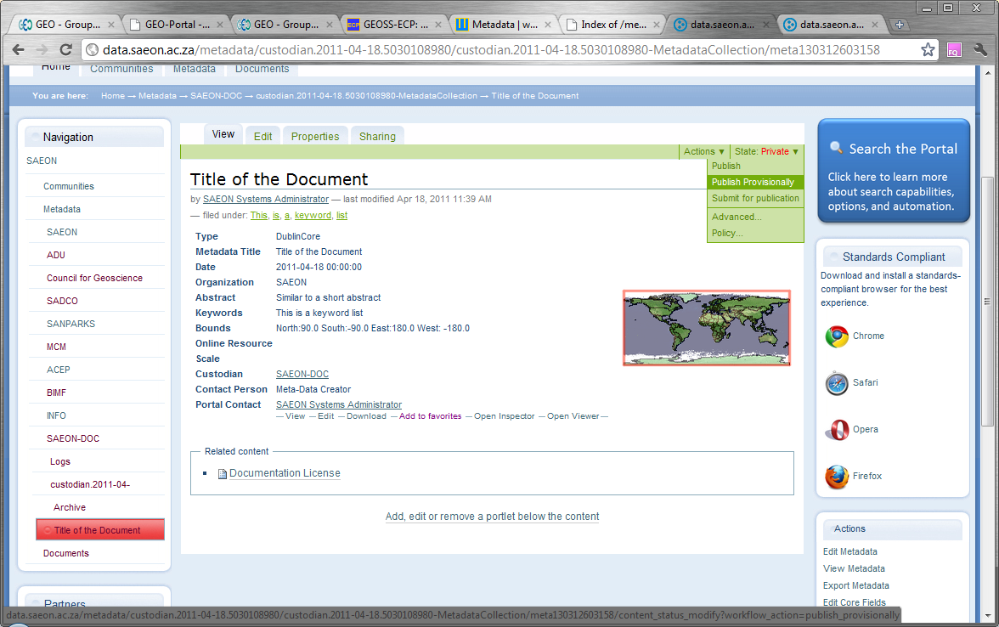 GEO - Group...
GEO-Portal -...
GEO - Group...
ECP GEOSS-ECP: ...
Metadata | w...
Index of /me...
data.saeon.a...
data.saeon.a...
data.saeon.ac.za/metadata/custodian.2011-04-18.5030108980/custodian.2011-04-18.5030108980-MetadataCollection/meta130312603158
Home Communities Metadata Documents
You are here: Home → Metadata → SAEON-DOC → custodian.2011-04-18.5030108980-MetadataCollection → Title of the Document
Navigation
SAEON
Communities
Metadata
SAEON
ADU
Council for Geoscience
SADCO
SANPARKS
MCM
ACEP
BIMF
INFO
SAEON-DOC
Logs
custodian.2011-04-
Archive
Title of the Document
Documents
Partners
View Edit Properties Sharing
Actions ▼ State: Private ▼
Publish
Publish Provisionally
Submit for publication
Advanced...
Policy...
Title of the Document
by SAEON Systems Administrator — last modified Apr 18, 2011 11:39 AM
— filed under: This, is, a, keyword, list
Type DublinCore
Metadata Title Title of the Document
Date 2011-04-18 00:00:00
Organization SAEON
Abstract Similar to a short abstract
Keywords This is a keyword list
Bounds North:90.0 South:-90.0 East:180.0 West: -180.0
Online Resource
Scale
Custodian SAEON-DOC
Contact Person Meta-Data Creator
Portal Contact SAEON Systems Administrator
— View — Edit — Download — Add to favorites — Open Inspector — Open Viewer —
Related content
Documentation License
Add, edit or remove a portlet below the content
Search the Portal
Click here to learn more
about search capabilities,
options, and automation.
Standards Compliant
Download and install a standards-
compliant browser for the best
experience.
Chrome
Safari
Opera
Firefox
Actions
Edit Metadata
View Metadata
Export Metadata
Edit Core Fields
data.saeon.ac.za/metadata/custodian.2011-04-18.5030108980/custodian.2011-04-18.5030108980-MetadataCollection/meta130312603158/content_status_modify?workflow_action=publish_provisionally